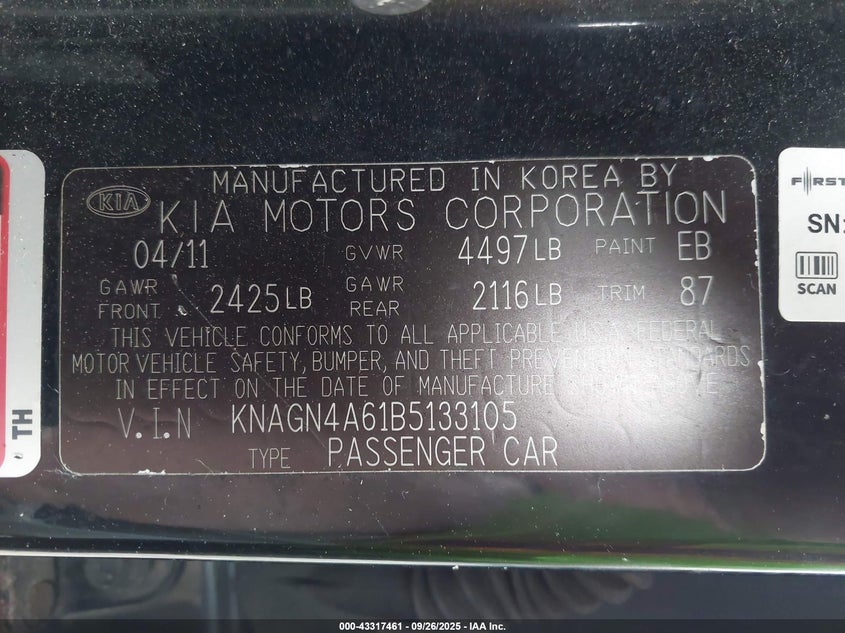 MANUFACTURED IN KOREA BY
KIA KIA MOTORS CORPORATION
04/11 GVWR 4497LB PAINT EB
GAWR FRONT 2425LB GAWR REAR 2116LB TRIM 87
THIS VEHICLE CONFORMS TO ALL APPLICABLE U.S.A FEDERAL
MOTOR VEHICLE SAFETY, BUMPER, AND THEFT
IN EFFECT ON THE DATE OF MANUFACTURE
V.I.N KNAGN4A61B5133105
TYPE PASSENGER CAR
TH
FIRST
SN:
SCAN
000-43317461 - 09/26/2025 - IAA Inc.